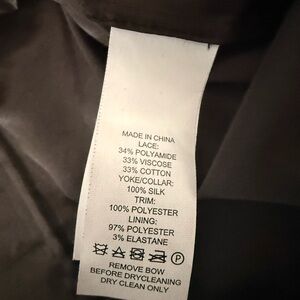 MADE IN CHINA
LACE:
34% POLYAMIDE
33% VISCOSE
33% COTTON
YOKE/COLLAR:
100% SILK
TRIM:
100% POLYESTER
LINING:
97% POLYESTER
3% ELASTANE
P
REMOVE BOW
BEFORE DRYCLEANING
DRY CLEAN ONLY